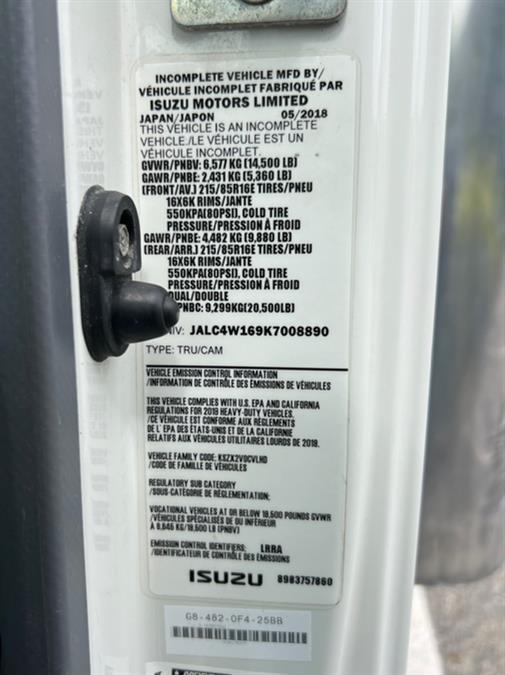 INCOMPLETE VEHICLE MFD BY/
VÉHICULE INCOMPLET FABRIQUÉ PAR
ISUZU MOTORS LIMITED
JAPAN/JAPON 05/2018
THIS VEHICLE IS AN INCOMPLETE
VEHICLE./LE VÉHICULE EST UN
VÉHICULE INCOMPLET.
GVWR/PNBV: 6,577 KG (14,500 LB)
GAWR/PNBE: 2,431 KG (5,360 LB)
(FRONT/AV.) 215/85R16E TIRES/PNEU
16X6K RIMS/JANTE
550KPA(80PSI), COLD TIRE
PRESSURE/PRESSION À FROID
GAWR/PNBE: 4,482 KG (9,880 LB)
(REAR/ARR.) 215/85R16E TIRES/PNEU
16X6K RIMS/JANTE
550KPA(80PSI), COLD TIRE
PRESSURE/PRESSION À FROID
DUAL/DOUBLE
PNBC: 9,299KG(20,500LB)
NIV: JALC4W169K7008890
TYPE: TRU/CAM
VEHICLE EMISSION CONTROL INFORMATION
/INFORMATION DE CONTRÔLE DES ÉMISSIONS DE VÉHICULES
THIS VEHICLE COMPLIES WITH U.S. EPA AND CALIFORNIA
REGULATIONS FOR 2019 HEAVY-DUTY VEHICLES.
/CE VÉHICULE EST CONFORME AUX RÈGLEMENTS
DE L'EPA DES ÉTATS-UNIS ET DE LA CALIFORNIE
RELATIFS AUX VÉHICULES UTILITAIRES LOURDS DE 2019.
VEHICLE FAMILY CODE: KSZX2VOCVLHD
/CODE DE FAMILLE DE VÉHICULES
REGULATORY SUB CATEGORY
/SOUS-CATÉGORIE DE RÉGLEMENTATION;
VOCATIONAL VEHICLES AT OR BELOW 19,500 POUNDS GVWR
/VÉHICULES SPÉCIALISÉS DE OU INFÉRIEUR
À 8,845 KG/19,500 LB (PNBV)
EMISSION CONTROL IDENTIFIERS: LRRA
/IDENTIFICATEUR DE CONTRÔLE DES ÉMISSIONS
ISUZU 8983757860
G8-482-0F4-25BB